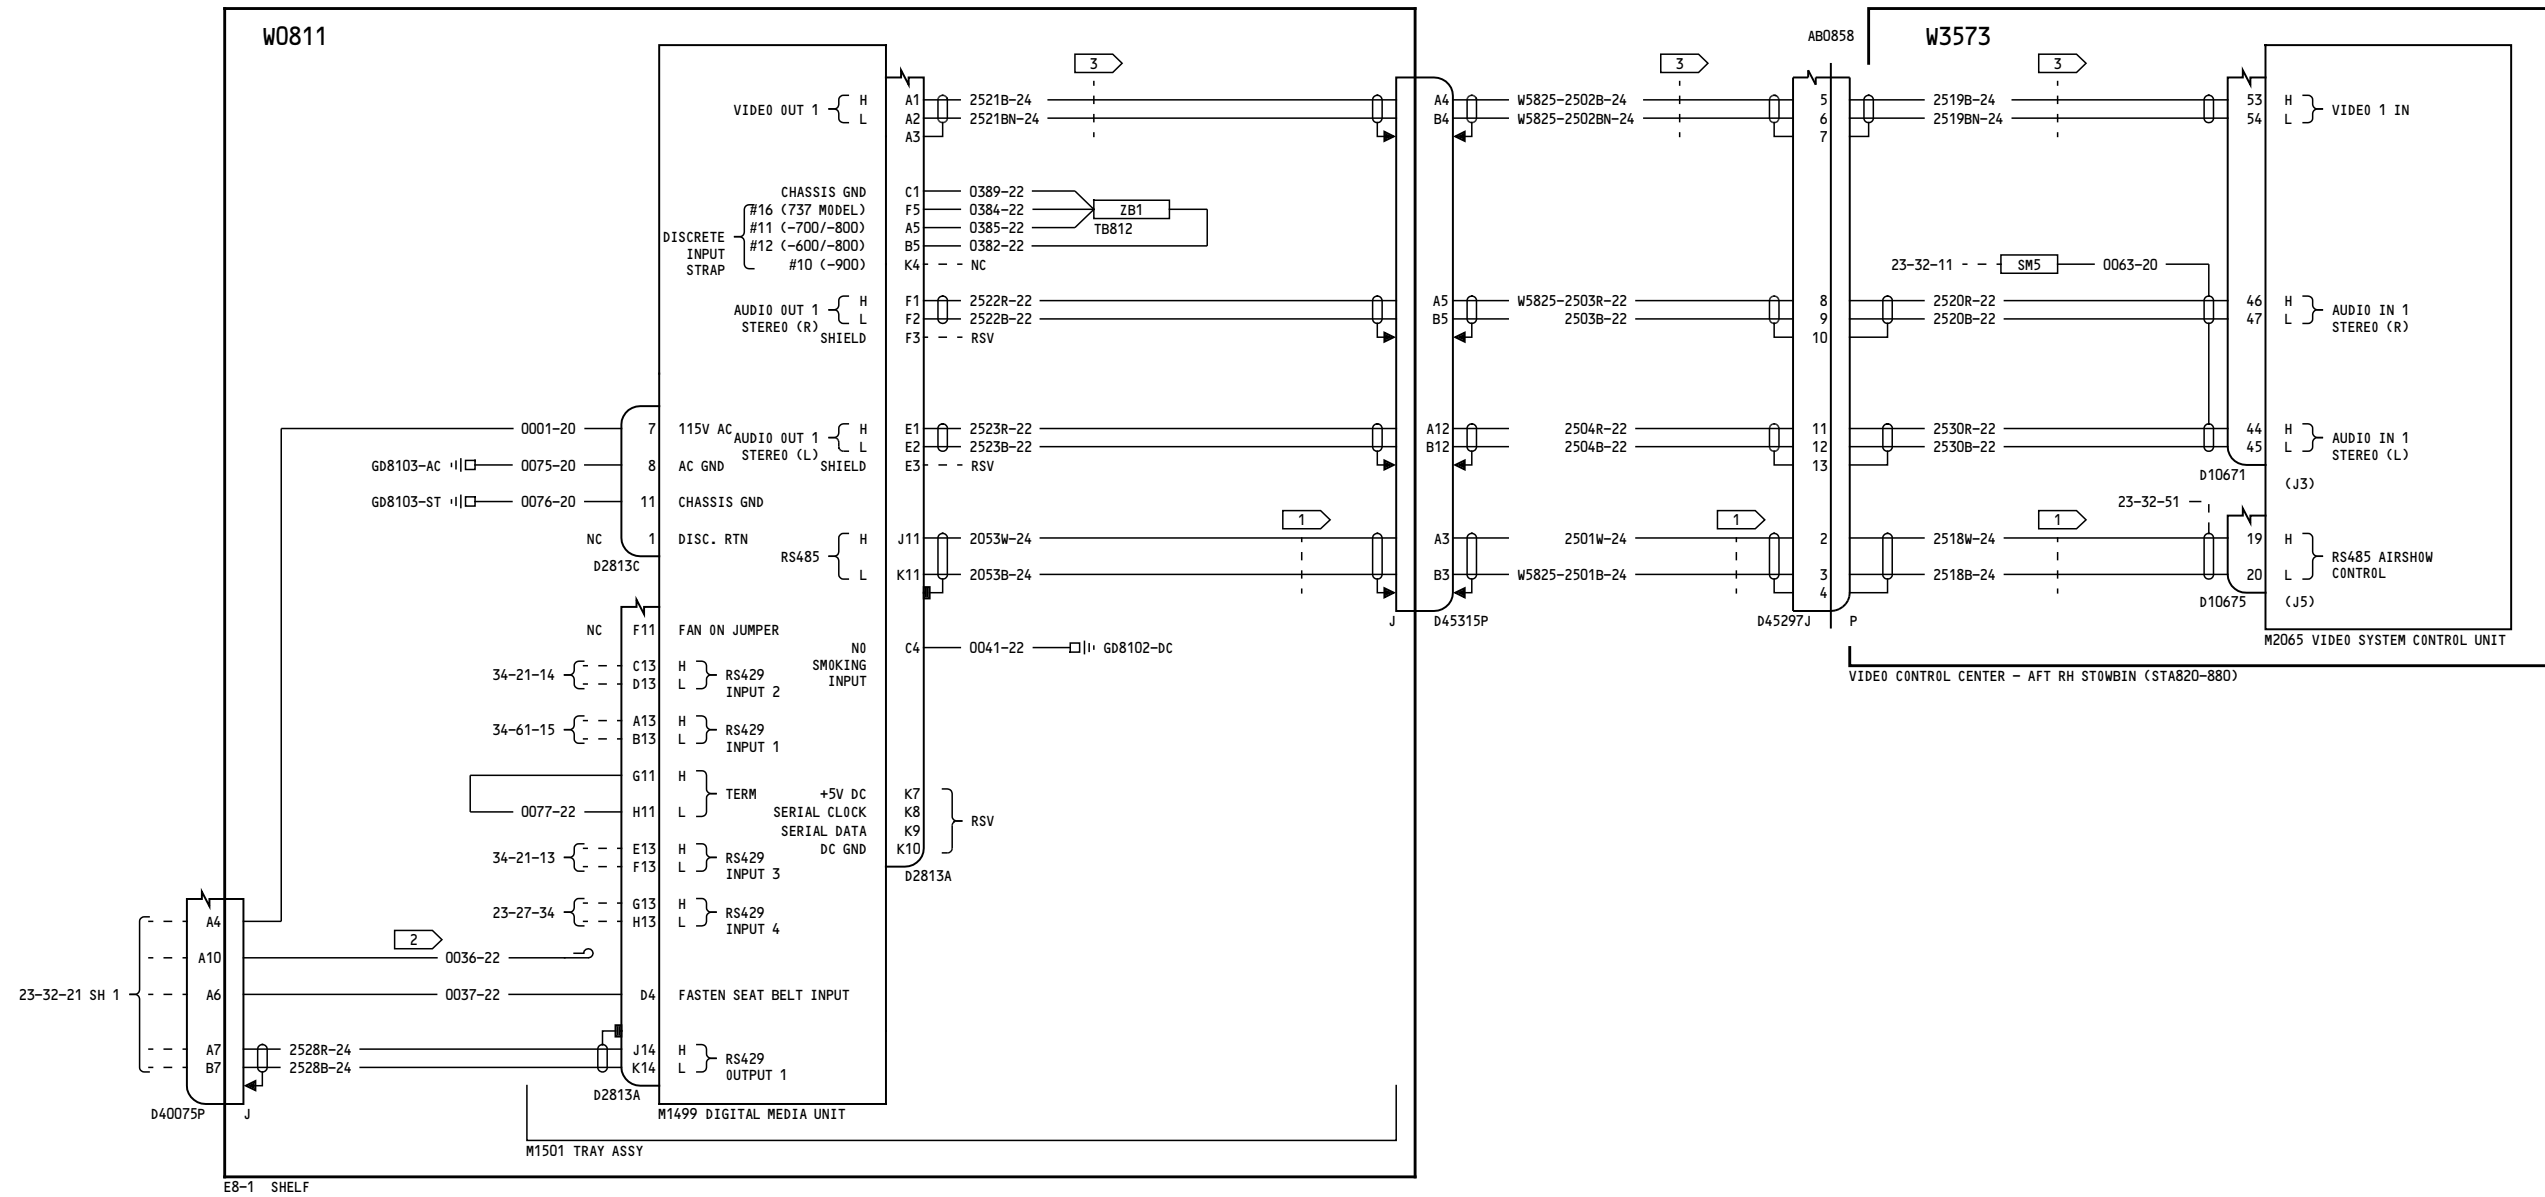 W0811
AB0858
W3573
3
3
3
VIDEO OUT 1 H A1 2521B-24 A4 W5825-2502B-24 5 2519B-24 53 H VIDEO 1 IN
L A2 2521BN-24 B4 W5825-2502BN-24 6 2519BN-24 54 L
A3 7
CHASSIS GND C1 0389-22
#16 (737 MODEL) F5 0384-22 ZB1
#11 (-700/-800) A5 0385-22 TB812
DISCRETE INPUT STRAP
#12 (-600/-800) B5 0382-22
#10 (-900) K4 NC
23-32-11 SM5 0063-20
AUDIO OUT 1 STEREO (R) H F1 2522R-22 A5 W5825-2503R-22 8 2520R-22 46 H AUDIO IN 1
L F2 2522B-22 B5 2503B-22 9 2520B-22 47 L STEREO (R)
SHIELD F3 RSV 10
0001-20 7 115V AC AUDIO OUT 1 STEREO (L) H E1 2523R-22 A12 2504R-22 11 2530R-22 44 H AUDIO IN 1
L E2 2523B-22 B12 2504B-22 12 2530B-22 45 L STEREO (L)
GD8103-AC 0075-20 8 AC GND SHIELD E3 RSV 13
D10671 (J3)
GD8103-ST 0076-20 11 CHASSIS GND
23-32-51
1
1
1
NC 1 DISC. RTN RS485 H J11 2053W-24 A3 2501W-24 2 2518W-24 19 H RS485 AIRSHOW
D2813C L K11 2053B-24 B3 W5825-2501B-24 3 2518B-24 20 L CONTROL
4
D10675 (J5)
J D45315P D45297J P
NC F11 FAN ON JUMPER
M2065 VIDEO SYSTEM CONTROL UNIT
NO SMOKING INPUT C4 0041-22 GD8102-DC
VIDEO CONTROL CENTER - AFT RH STOWBIN (STA820-880)
34-21-14 C13 H RS429
D13 L INPUT 2
34-61-15 A13 H RS429
B13 L INPUT 1
G11 H TERM
0077-22 H11 L
+5V DC K7
SERIAL CLOCK K8 RSV
SERIAL DATA K9
DC GND K10
D2813A
34-21-13 E13 H RS429
F13 L INPUT 3
23-27-34 G13 H RS429
H13 L INPUT 4
A4
2
A10 0036-22
23-32-21 SH 1 A6 0037-22 D4 FASTEN SEAT BELT INPUT
A7 2528R-24 J14 H RS429
B7 2528B-24 K14 L OUTPUT 1
D2813A
D40075P J
M1499 DIGITAL MEDIA UNIT
M1501 TRAY ASSY
E8-1 SHELF